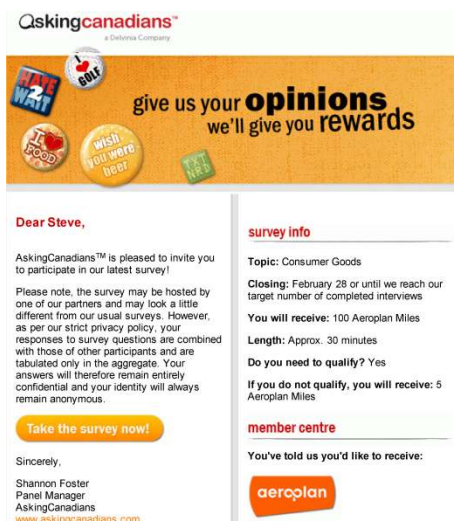 askingcanadians™
a Delvinia Company
HATE
2
WAIT
I ❤
GOLF
I ❤
FOOD
wish
you were
beer
TXT
NRD
give us your opinions
we'll give you rewards
Dear Steve,
AskingCanadians™ is pleased to invite you
to participate in our latest survey!
Please note, the survey may be hosted by
one of our partners and may look a little
different from our usual surveys. However,
as per our strict privacy policy, your
responses to survey questions are combined
with those of other participants and are
tabulated only in the aggregate. Your
answers will therefore remain entirely
confidential and your identity will always
remain anonymous.
Take the survey now!
Sincerely,
Shannon Foster
Panel Manager
AskingCanadians
www.askingcanadians.com
survey info
Topic: Consumer Goods
Closing: February 28 or until we reach our
target number of completed interviews
You will receive: 100 Aeroplan Miles
Length: Approx. 30 minutes
Do you need to qualify? Yes
If you do not qualify, you will receive: 5
Aeroplan Miles
member centre
You've told us you'd like to receive:
aeroplan